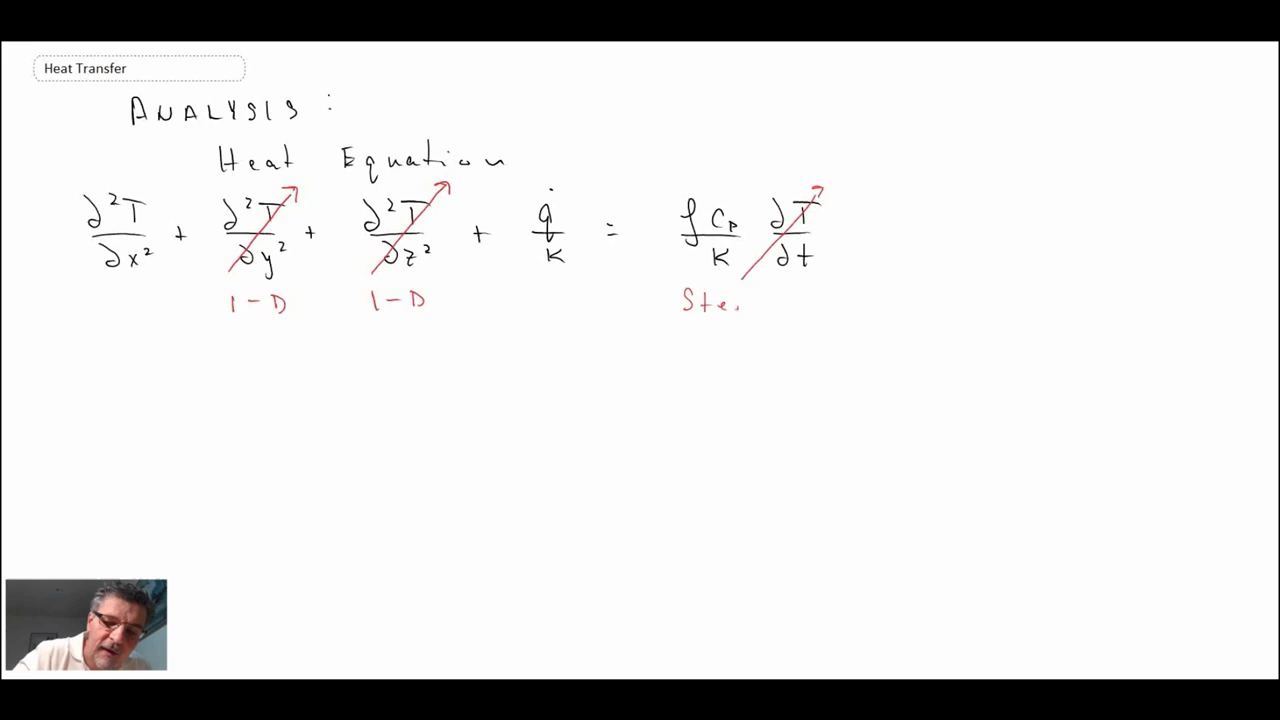 Heat Transfer
ANALYSIS :
Heat Equation
∂²T/∂x² + ∂²T/∂y² + ∂²T/∂z² + q̇/k = ρCp/k ∂T/∂t
1-D 1-D Ste